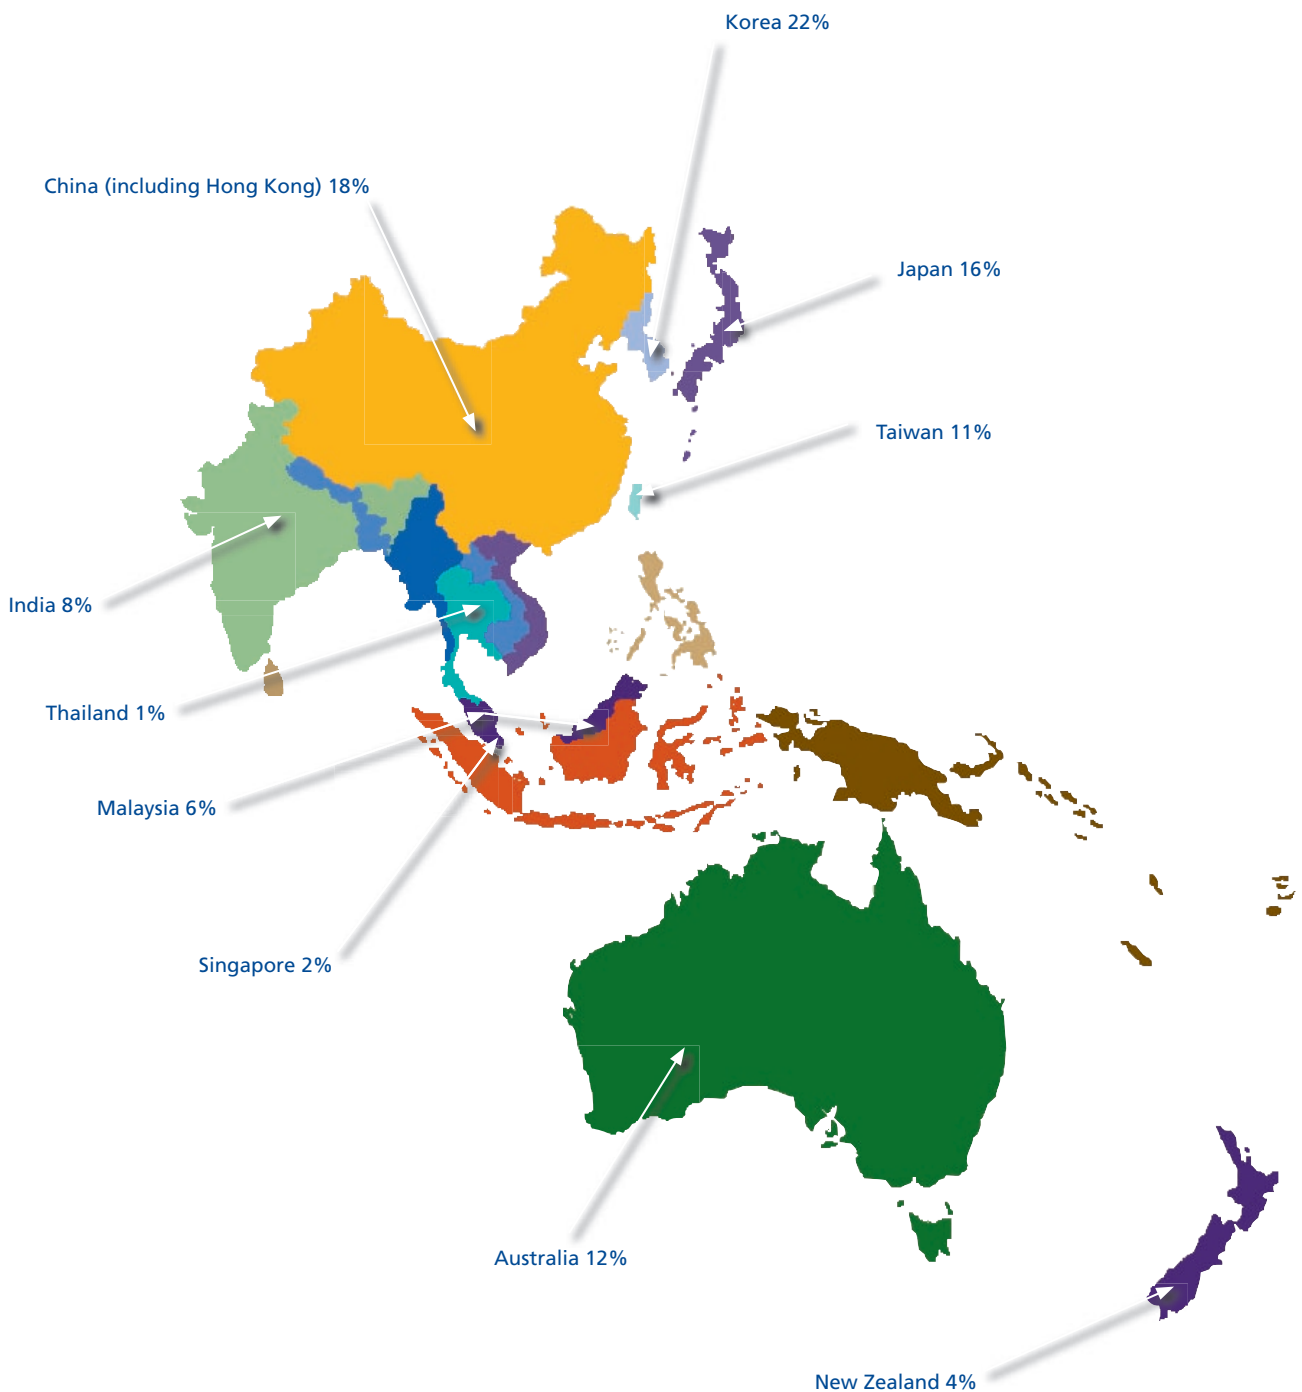 Korea 22%
China (including Hong Kong) 18%
Japan 16%
Taiwan 11%
India 8%
Thailand 1%
Malaysia 6%
Singapore 2%
Australia 12%
New Zealand 4%